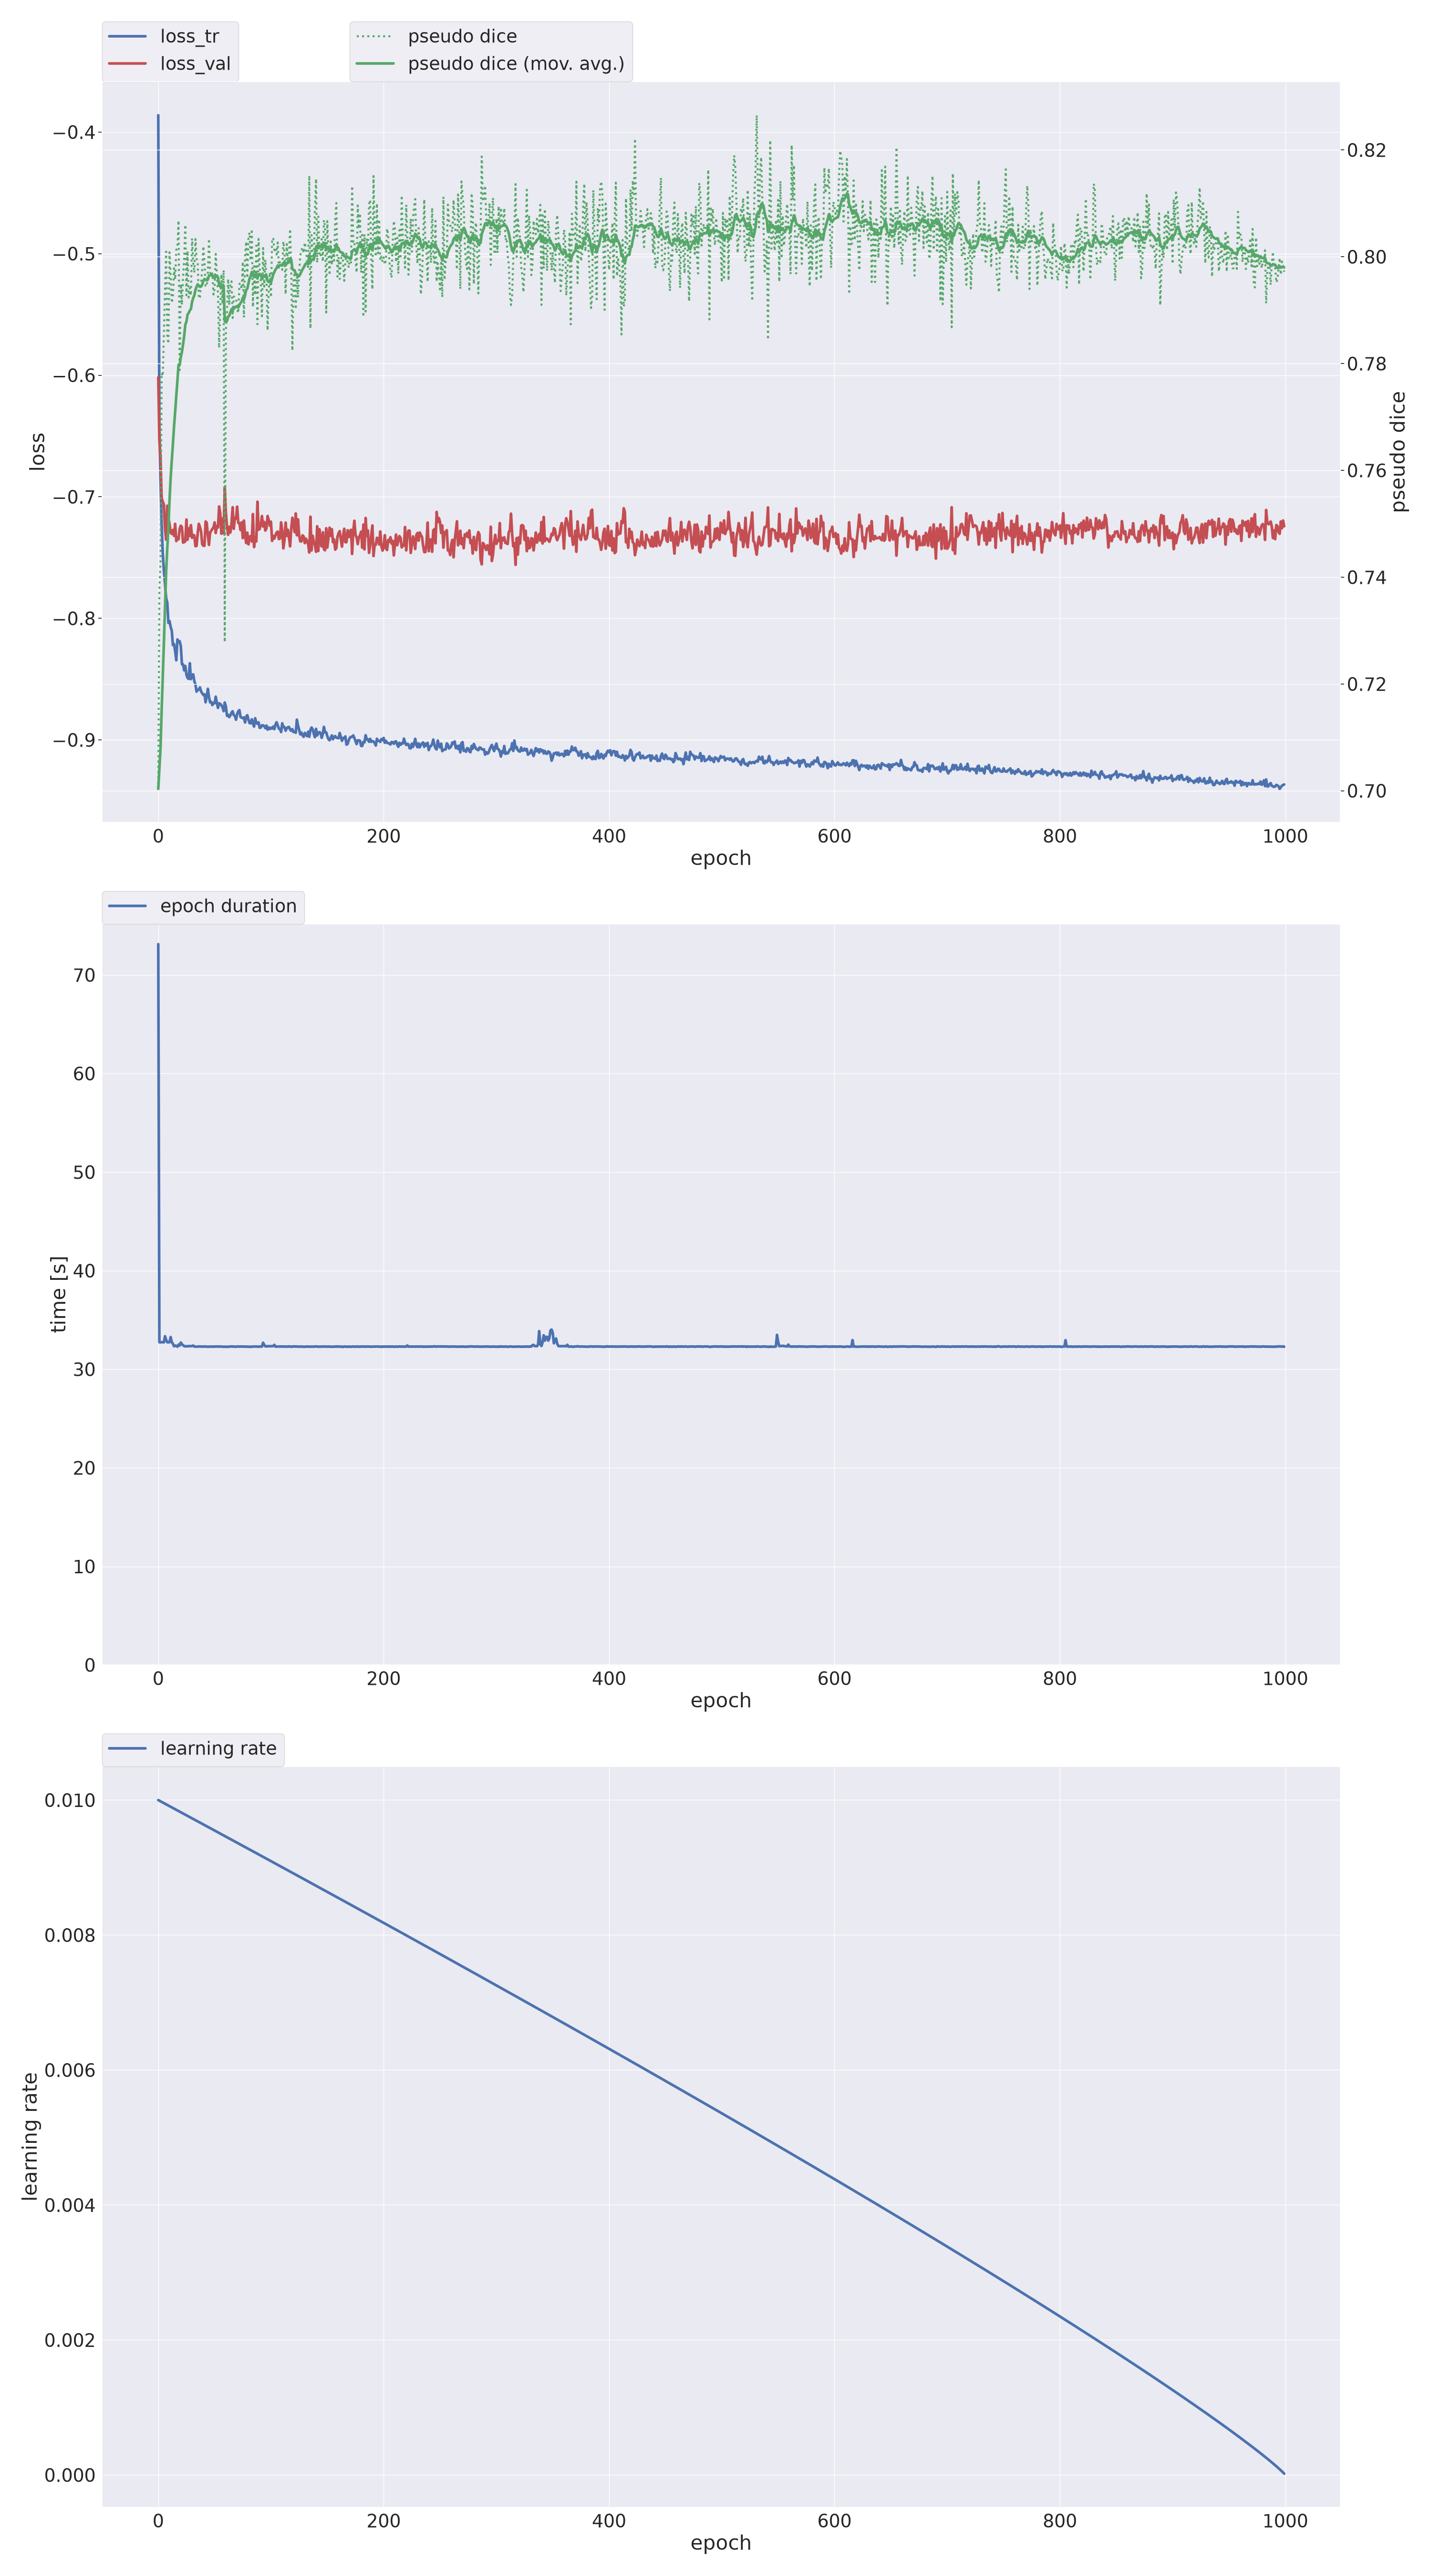 loss_tr
loss_val
pseudo dice
pseudo dice (mov. avg.)
−0.4
−0.5
−0.6
−0.7
−0.8
−0.9
loss
0.82
0.80
0.78
0.76
0.74
0.72
0.70
pseudo dice
0 200 400 600 800 1000
epoch
epoch duration
70
60
50
40
30
20
10
0
time [s]
0 200 400 600 800 1000
epoch
learning rate
0.010
0.008
0.006
0.004
0.002
0.000
learning rate
0 200 400 600 800 1000
epoch